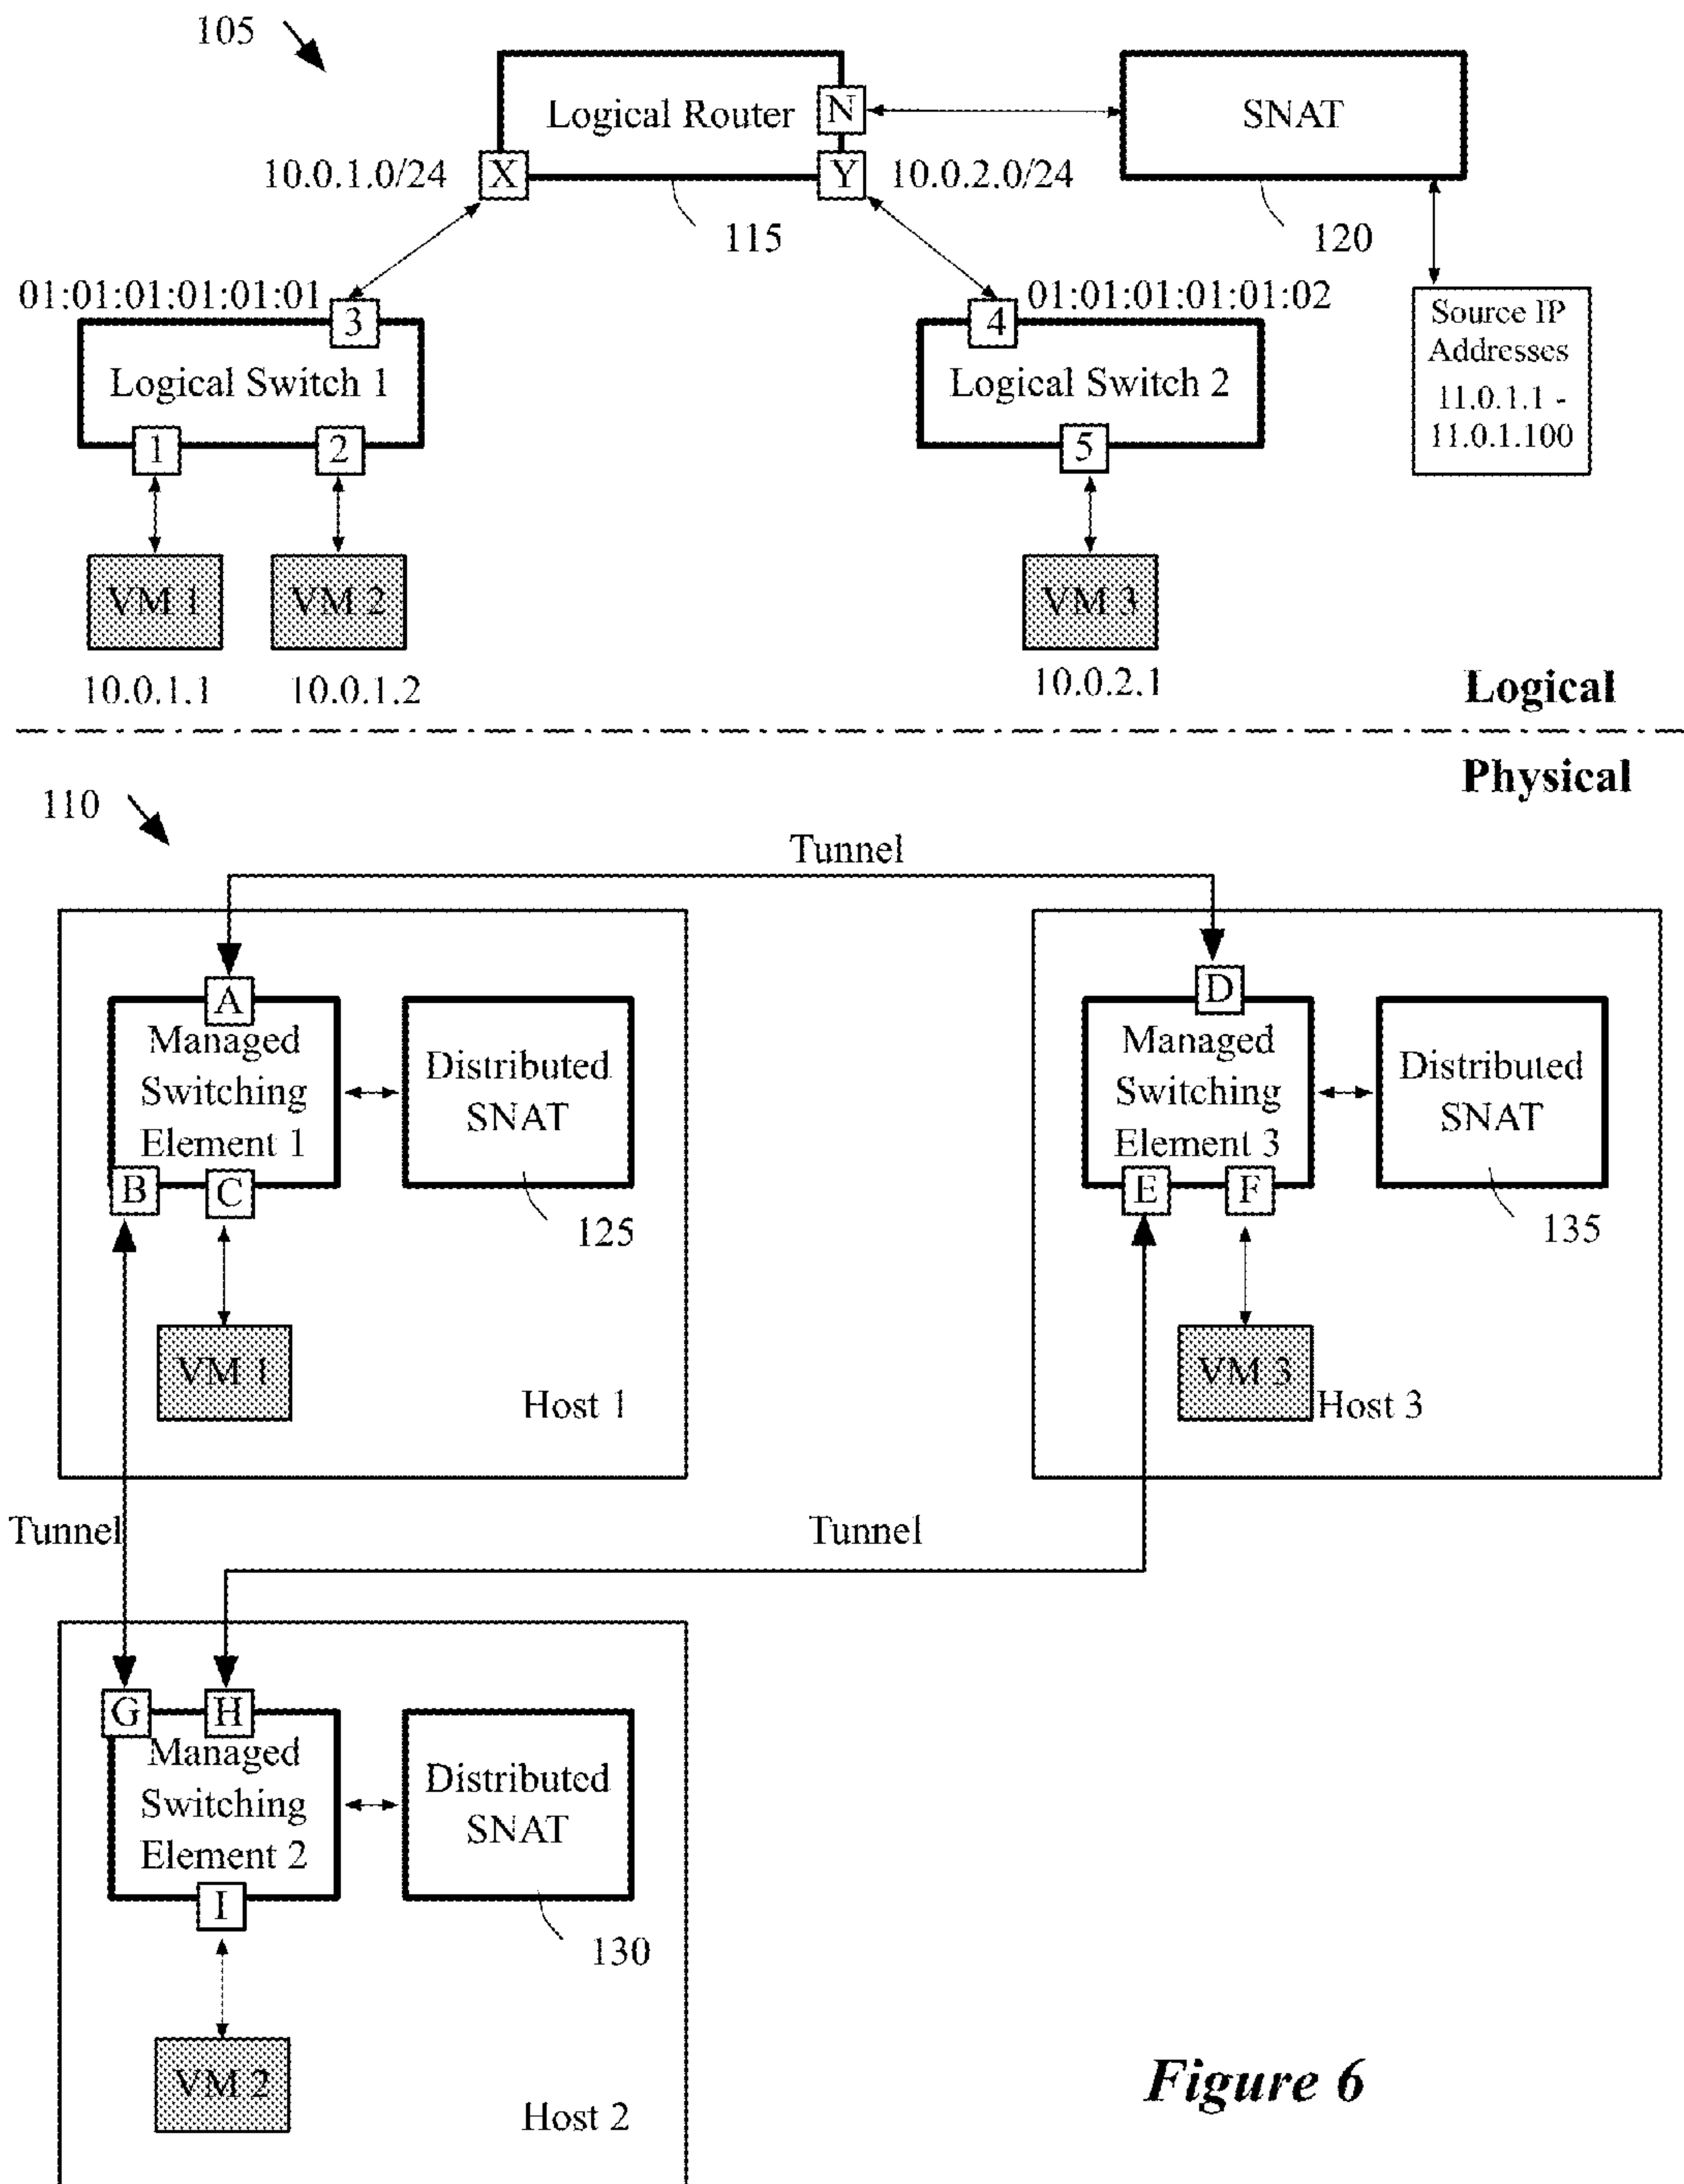 105
Logical Router
N
SNAT
10.0.1.0/24
X
Y
10.0.2.0/24
115
120
01:01:01:01:01:01
3
4
01:01:01:01:01:02
Source IP
Addresses
11.0.1.1 -
11.0.1.100
Logical Switch 1
Logical Switch 2
1
2
5
VM 1
VM 2
VM 3
10.0.1.1
10.0.1.2
10.0.2.1
Logical
Physical
110
Tunnel
A
Managed
Switching
Element 1
Distributed
SNAT
B
C
125
VM 1
Host 1
D
Managed
Switching
Element 3
Distributed
SNAT
E
F
135
VM 3
Host 3
Tunnel
Tunnel
G
H
Managed
Switching
Element 2
Distributed
SNAT
I
130
VM 2
Host 2
Figure 6